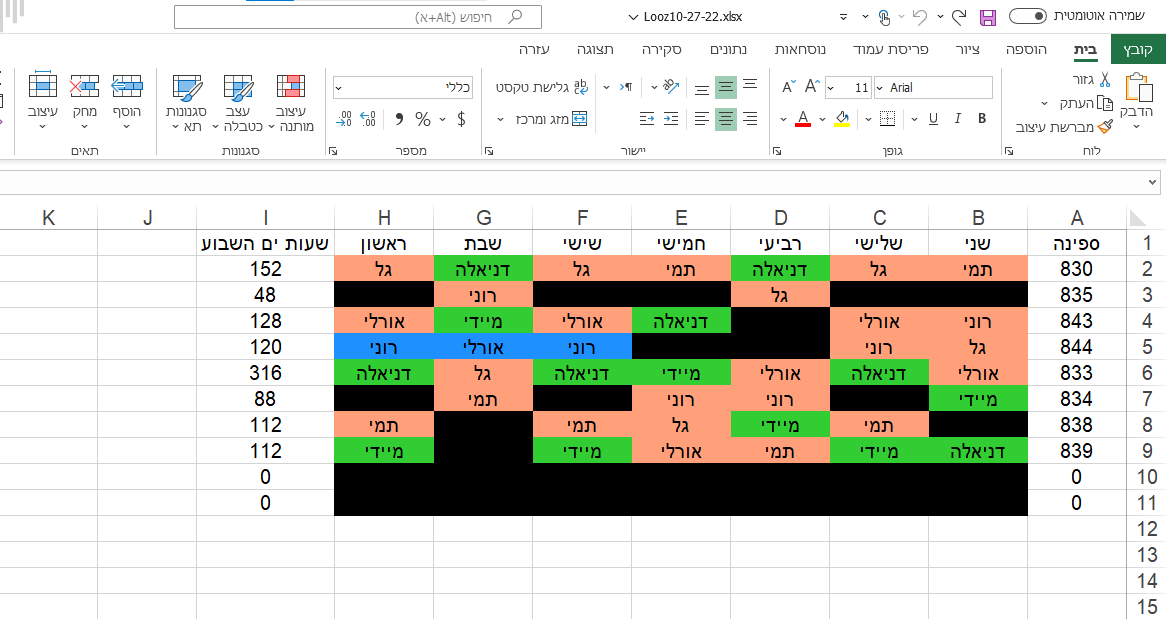 שמירה אוטומטית
Looz10-27-22.xlsx
חיפוש (Alt+א)
קובץ בית הוספה ציור פריסת עמוד נוסחאות נתונים סקירה תצוגה עזרה
גזור
העתק
מברשת עיצוב
הדבק
לוח
Arial 11
B I U
גופן
גלישת טקסט
מזג ומרכז
יישור
כללי
$ % 9
מספר
עיצוב מותנה
עצב כטבלה
סגנונות תא
סגנונות
הוסף מחק עיצוב
תאים
A B C D E F G H I J K
1 ספינה שני שלישי רביעי חמישי שישי שבת ראשון שעות ים השבוע
2 830 תמי גל דניאלה תמי גל דניאלה גל 152
3 835 גל רוני 48
4 843 רוני אורלי דניאלה אורלי מיידי אורלי 128
5 844 גל רוני רוני אורלי רוני 120
6 833 אורלי דניאלה אורלי מיידי דניאלה גל דניאלה 316
7 834 מיידי רוני רוני תמי 88
8 838 תמי מיידי גל תמי תמי 112
9 839 דניאלה מיידי תמי אורלי מיידי מיידי 112
10 0 0
11 0 0
12
13
14
15